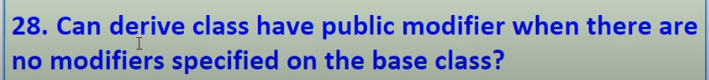 28. Can derive class have public modifier when there are
no modifiers specified on the base class?